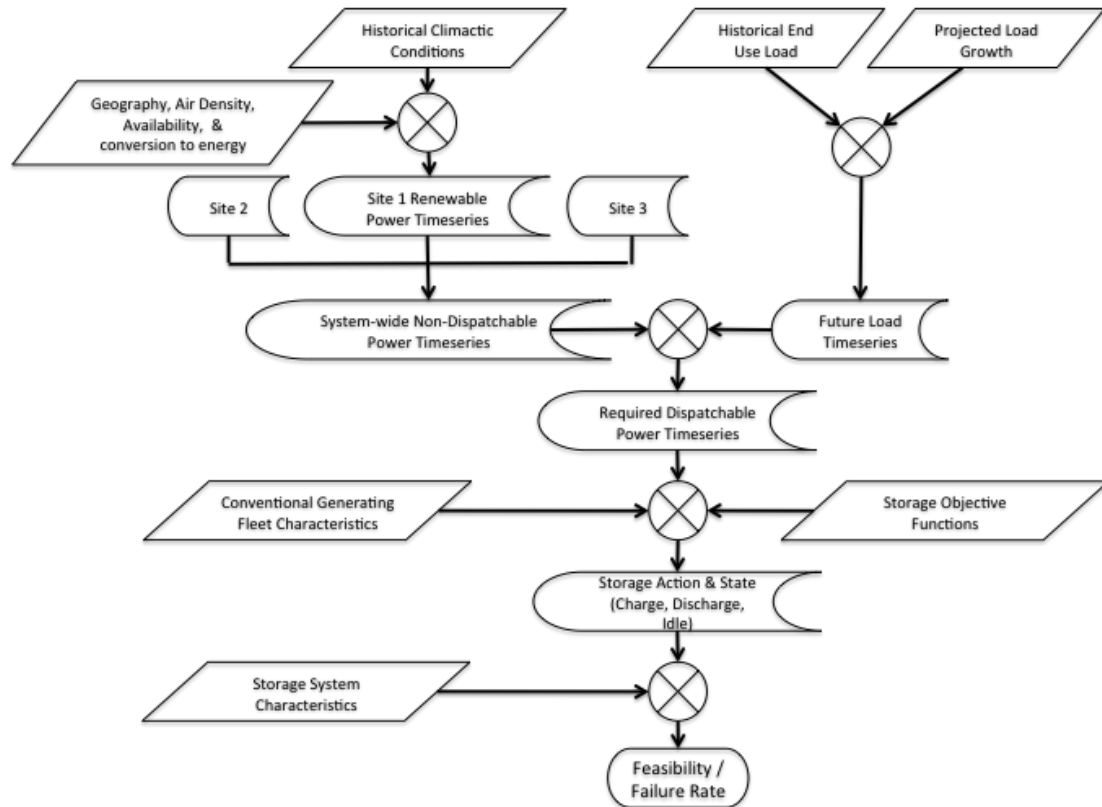 Historical Climactic
Conditions
Historical End
Use Load
Projected Load
Growth
Geography, Air Density,
Availability,  &
conversion to energy
Site 2
Site 1 Renewable
Power Timeseries
Site 3
System-wide Non-Dispatchable
Power Timeseries
Future Load
Timeseries
Required Dispatchable
Power Timeseries
Conventional Generating
Fleet Characteristics
Storage Objective
Functions
Storage Action & State
(Charge, Discharge,
Idle)
Storage System
Characteristics
Feasibility /
Failure Rate